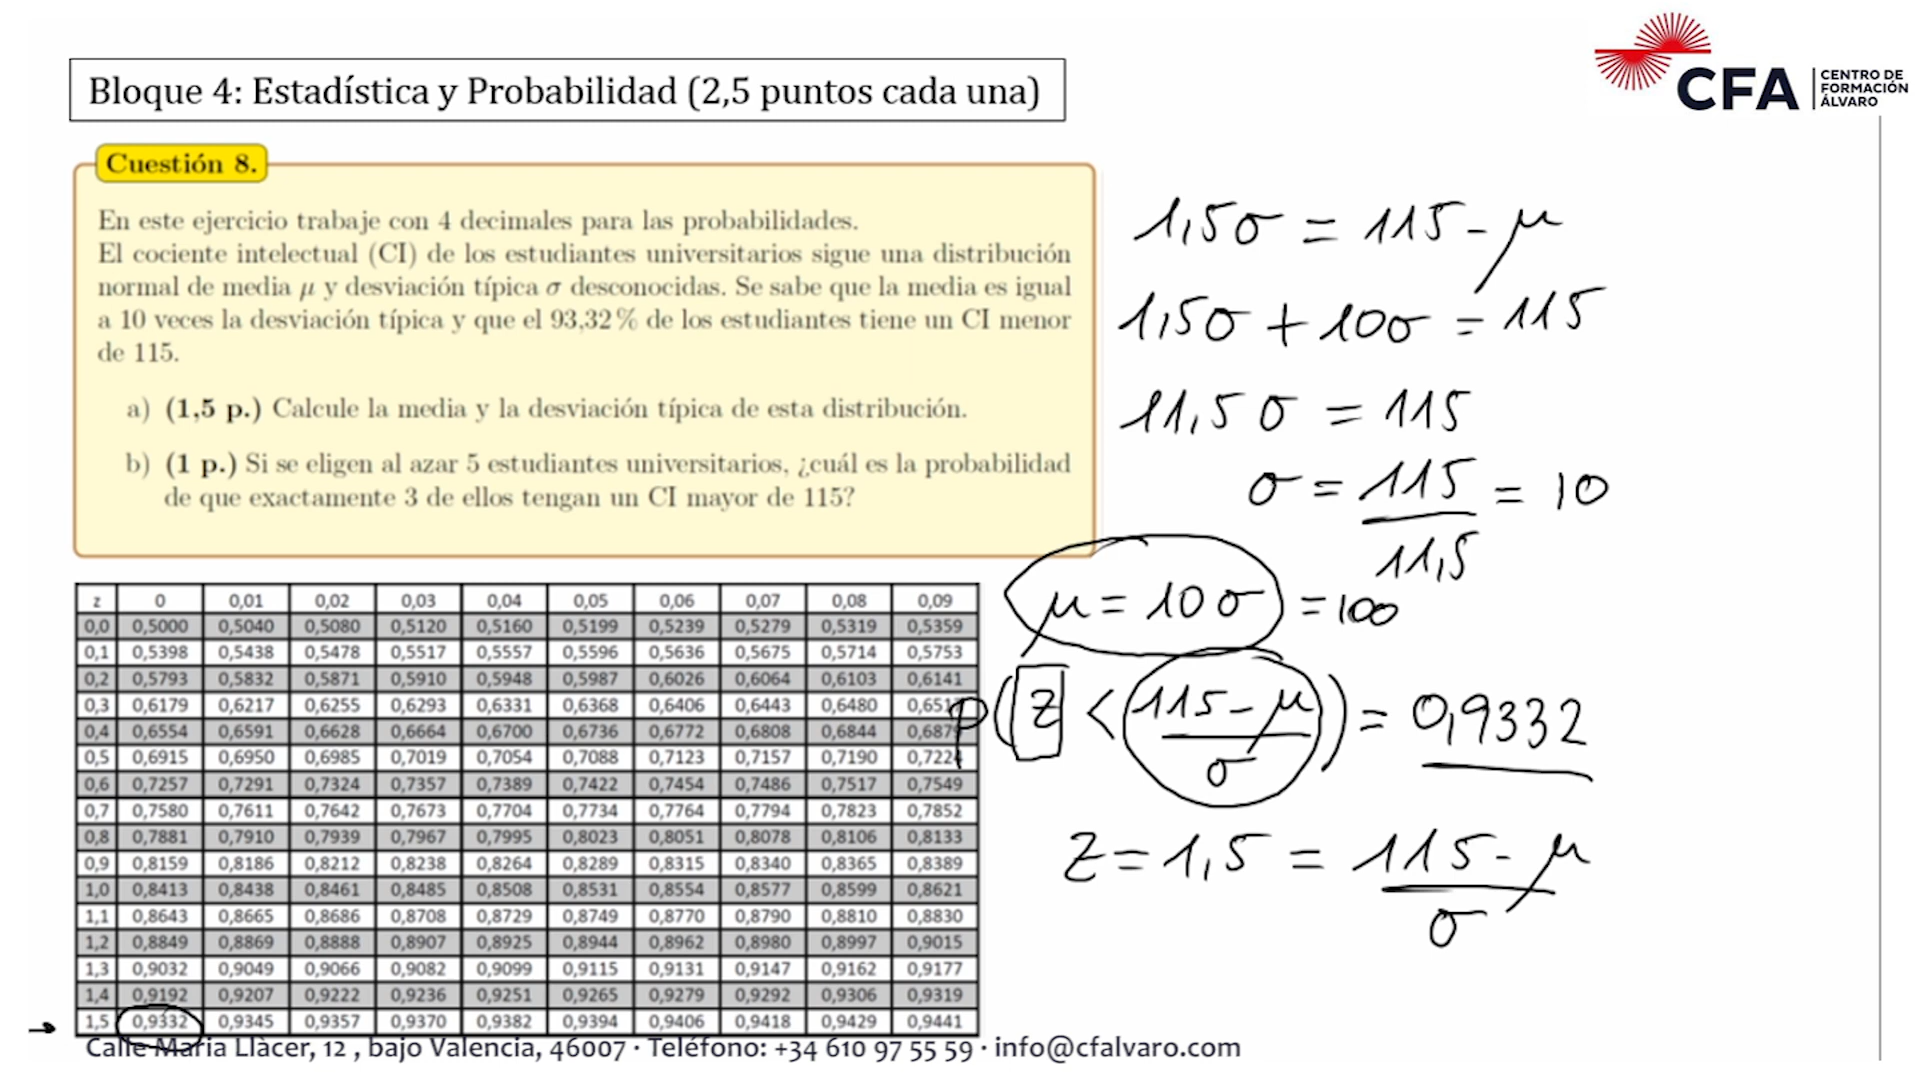 Bloque 4: Estadística y Probabilidad (2,5 puntos cada una)
CFA
CENTRO DE
FORMACIÓN
ÁLVARO
Cuestión 8.
En este ejercicio trabaje con 4 decimales para las probabilidades.
El cociente intelectual (CI) de los estudiantes universitarios sigue una distribución
normal de media μ y desviación típica σ desconocidas. Se sabe que la media es igual
a 10 veces la desviación típica y que el 93,32 % de los estudiantes tiene un CI menor
de 115.
a) (1,5 p.) Calcule la media y la desviación típica de esta distribución.
b) (1 p.) Si se eligen al azar 5 estudiantes universitarios, ¿cuál es la probabilidad
de que exactamente 3 de ellos tengan un CI mayor de 115?
1,5σ = 115 - μ
1,5σ + 10σ = 115
11,5σ = 115
σ = 115/11,5 = 10
μ = 10σ = 100
p(z < (115 - μ)/σ) = 0,9332
z = 1,5 = (115 - μ)/σ
z 0 0,01 0,02 0,03 0,04 0,05 0,06 0,07 0,08 0,09
0,0 0,5000 0,5040 0,5080 0,5120 0,5160 0,5199 0,5239 0,5279 0,5319 0,5359
0,1 0,5398 0,5438 0,5478 0,5517 0,5557 0,5596 0,5636 0,5675 0,5714 0,5753
0,2 0,5793 0,5832 0,5871 0,5910 0,5948 0,5987 0,6026 0,6064 0,6103 0,6141
0,3 0,6179 0,6217 0,6255 0,6293 0,6331 0,6368 0,6406 0,6443 0,6480
0,4 0,6554 0,6591 0,6628 0,6664 0,6700 0,6736 0,6772 0,6808 0,6844
0,5 0,6915 0,6950 0,6985 0,7019 0,7054 0,7088 0,7123 0,7157 0,7190 0,7224
0,6 0,7257 0,7291 0,7324 0,7357 0,7389 0,7422 0,7454 0,7486 0,7517 0,7549
0,7 0,7580 0,7611 0,7642 0,7673 0,7704 0,7734 0,7764 0,7794 0,7823 0,7852
0,8 0,7881 0,7910 0,7939 0,7967 0,7995 0,8023 0,8051 0,8078 0,8106 0,8133
0,9 0,8159 0,8186 0,8212 0,8238 0,8264 0,8289 0,8315 0,8340 0,8365 0,8389
1,0 0,8413 0,8438 0,8461 0,8485 0,8508 0,8531 0,8554 0,8577 0,8599 0,8621
1,1 0,8643 0,8665 0,8686 0,8708 0,8729 0,8749 0,8770 0,8790 0,8810 0,8830
1,2 0,8849 0,8869 0,8888 0,8907 0,8925 0,8944 0,8962 0,8980 0,8997 0,9015
1,3 0,9032 0,9049 0,9066 0,9082 0,9099 0,9115 0,9131 0,9147 0,9162 0,9177
1,4 0,9192 0,9207 0,9222 0,9236 0,9251 0,9265 0,9279 0,9292 0,9306 0,9319
1,5 0,9332 0,9345 0,9357 0,9370 0,9382 0,9394 0,9406 0,9418 0,9429 0,9441
Calle Maria Llàcer, 12 , bajo Valencia, 46007 · Teléfono: +34 610 97 55 59 · info@cfalvaro.com